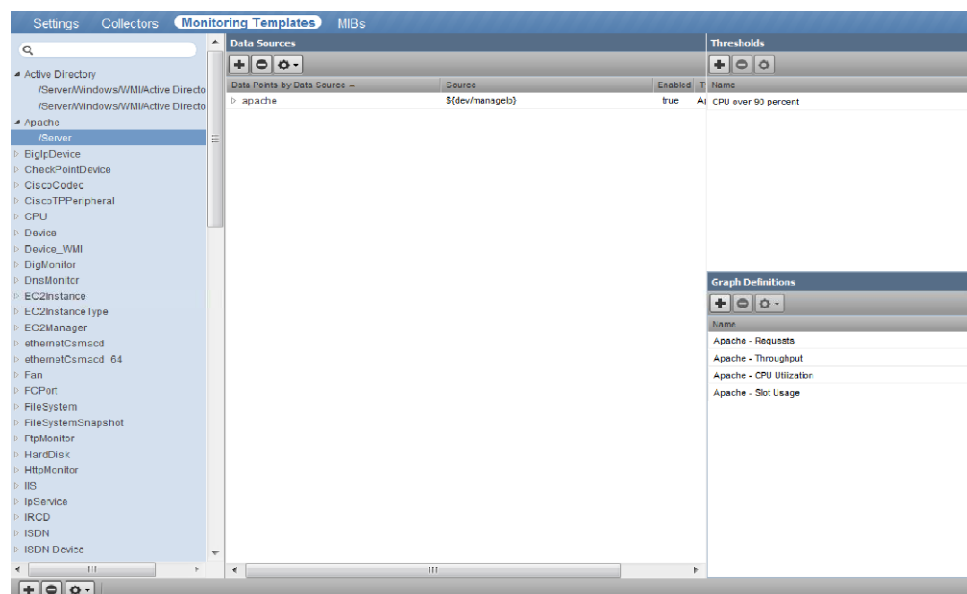 Settings Collectors Monitoring Templates MIBs
Data Sources
Thresholds
Active Directory
/Server/Windows/WMI/Active Directo
/Server/Windows/WMI/Active Directo
Apache
/Server
BigIpDevice
CheckPointDevice
CiscoCodec
CiscoTPPeripheral
CPU
Device
Device_WMI
DigMonitor
DnsMonitor
EC2Instance
EC2InstanceType
EC2Manager
ethernetCsmacd
ethernetCsmacd_64
Fan
FCPort
FileSystem
FileSystemSnapshot
FtpMonitor
HardDisk
HttpMonitor
IIS
IpService
IRCD
ISDN
ISDN Device
Data Points by Data Source Source Enabled T
apache ${dev/manageIp} true A
Name
CPU over 90 percent
Graph Definitions
Name
Apache - Requests
Apache - Throughput
Apache - CPU Utilization
Apache - Slot Usage